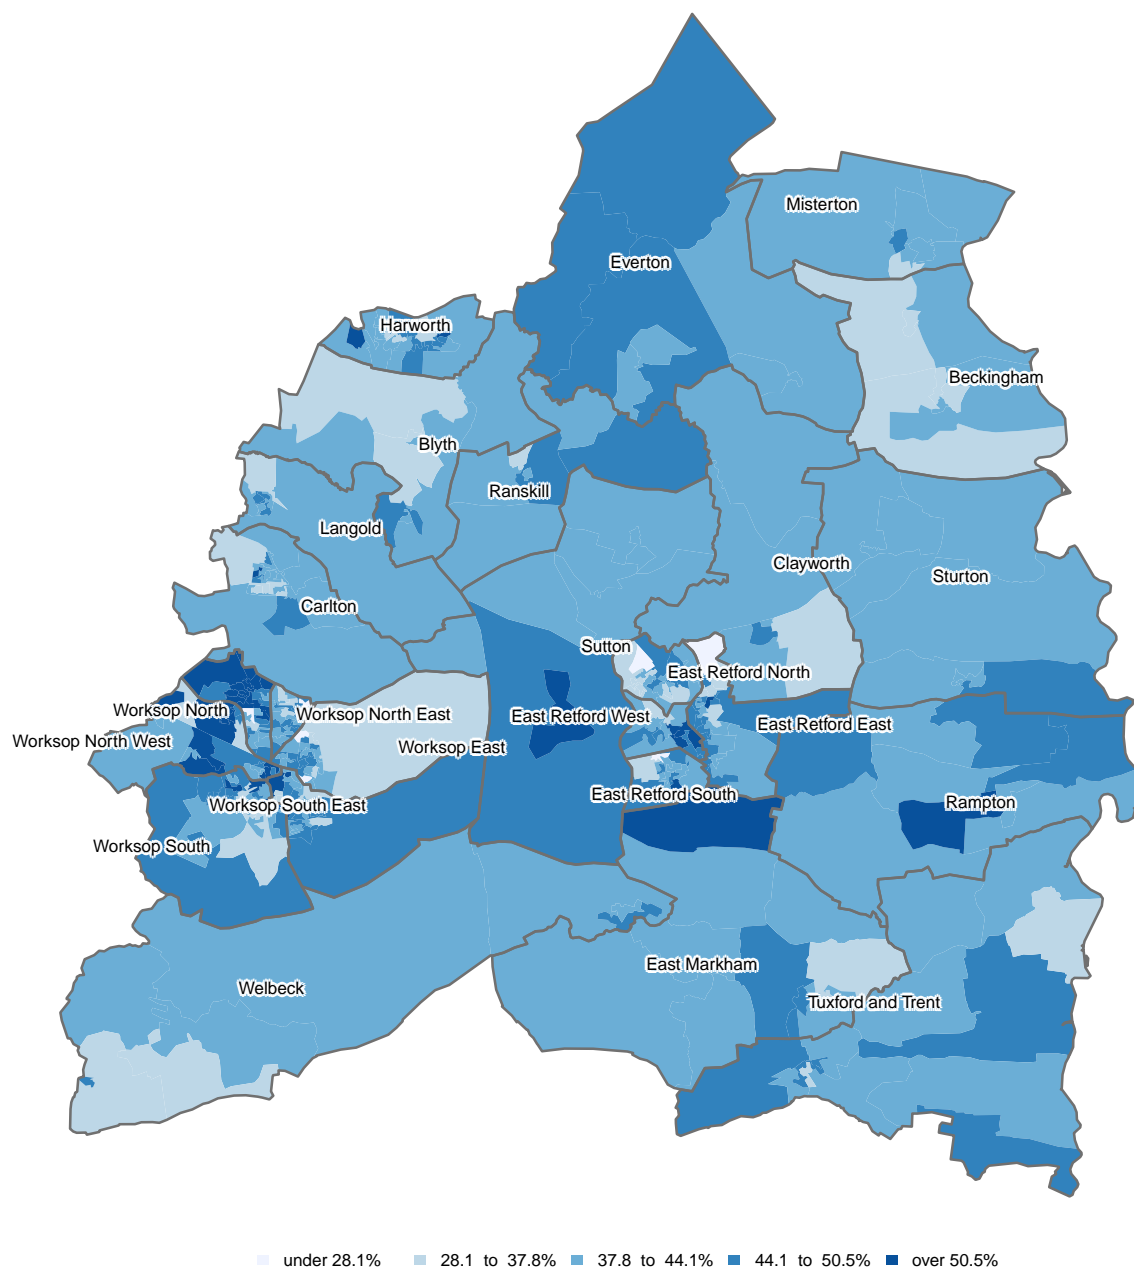 Misterton
Everton
Harworth
Beckingham
Blyth
Ranskill
Langold
Clayworth
Sturton
Carlton
Sutton
East Retford North
Worksop North
Worksop North East
East Retford West
East Retford East
Worksop North West
Worksop East
East Retford South
Rampton
Worksop South East
Worksop South
East Markham
Welbeck
Tuxford and Trent
under 28.1% 28.1 to 37.8% 37.8 to 44.1% 44.1 to 50.5% over 50.5%